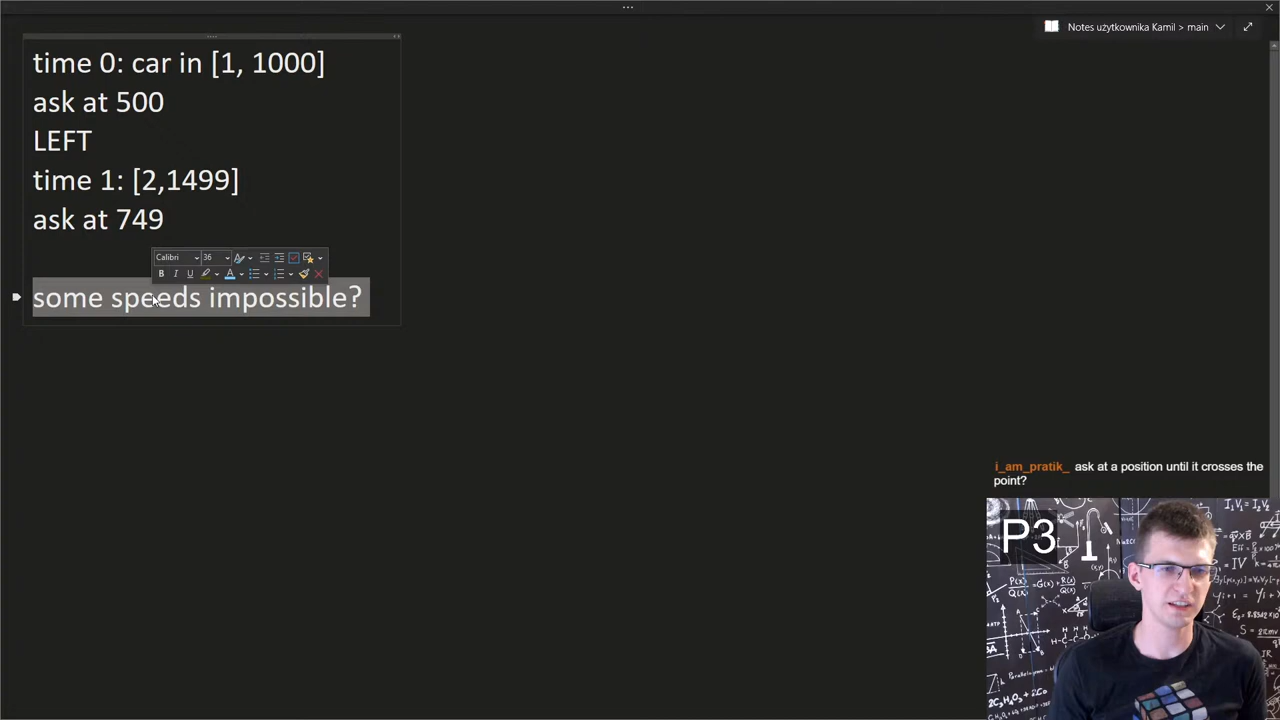 Notes użytkownika Kamil > main
time 0: car in [1, 1000]
ask at 500
LEFT
time 1: [2,1499]
ask at 749
Calibri 36
B I U A
some speeds impossible?
i_am_pratik_ ask at a position until it crosses the
point?
P3